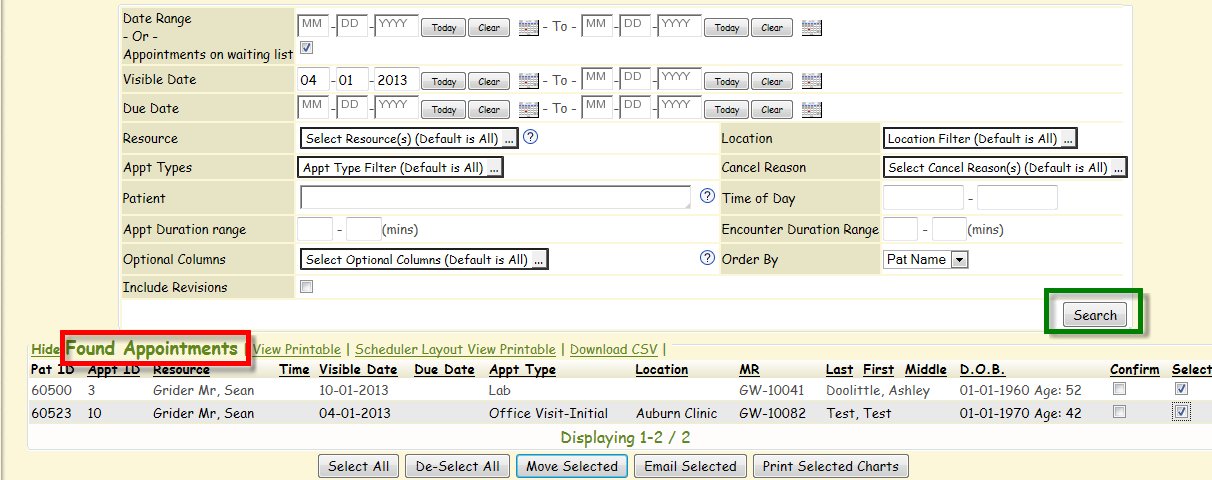 Date Range
- Or -
Appointments on waiting list
MM - DD - YYYY Today Clear - To - MM - DD - YYYY Today Clear
Visible Date 04 - 01 - 2013 Today Clear - To - MM - DD - YYYY Today Clear
Due Date MM - DD - YYYY Today Clear - To - MM - DD - YYYY Today Clear
Resource Select Resource(s) (Default is All) ... ? Location Location Filter (Default is All) ...
Appt Types Appt Type Filter (Default is All) ... Cancel Reason Select Cancel Reason(s) (Default is All) ...
Patient ? Time of Day -
Appt Duration range - (mins) Encounter Duration Range - (mins)
Optional Columns Select Optional Columns (Default is All) ... ? Order By Pat Name
Include Revisions
Search
Hide Found Appointments | View Printable | Scheduler Layout View Printable | Download CSV |
Pat ID Appt ID Resource Time Visible Date Due Date Appt Type Location MR Last First Middle D.O.B. Confirm Select
60500 3 Grider Mr, Sean 10-01-2013 Lab GW-10041 Doolittle, Ashley 01-01-1960 Age: 52
60523 10 Grider Mr, Sean 04-01-2013 Office Visit-Initial Auburn Clinic GW-10082 Test, Test 01-01-1970 Age: 42
Displaying 1-2 / 2
Select All De-Select All Move Selected Email Selected Print Selected Charts